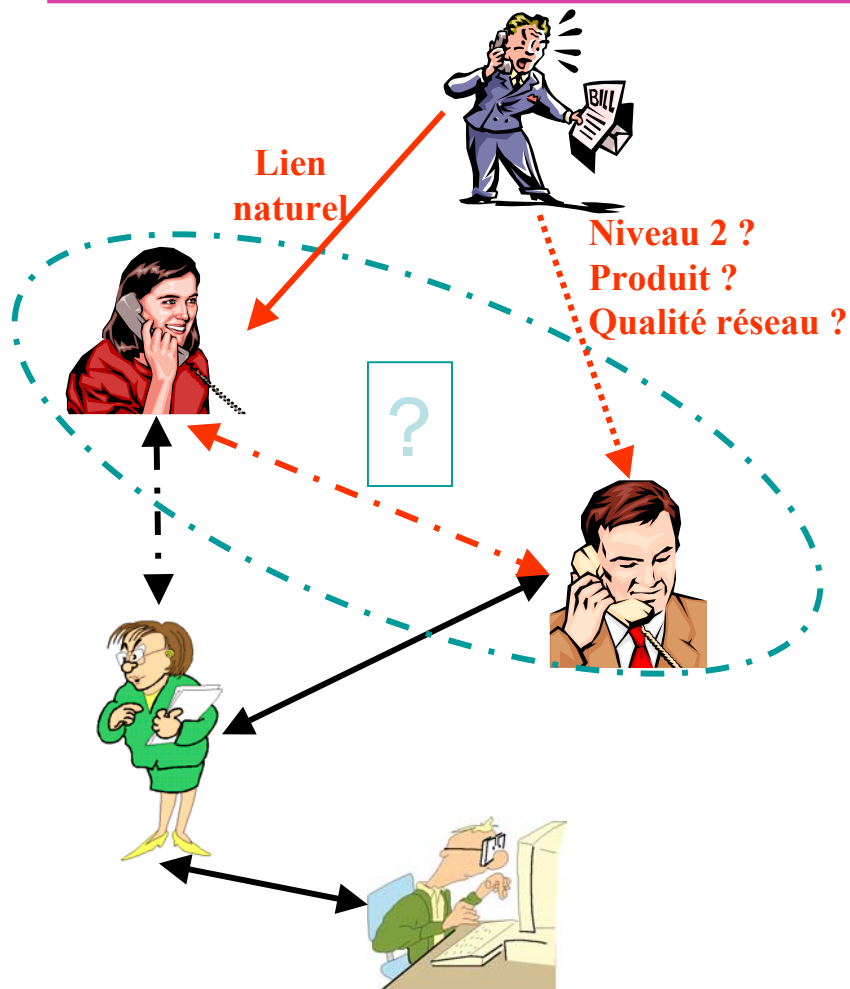 BILL
Lien
naturel
Niveau 2 ?
Produit ?
Qualité réseau ?
?